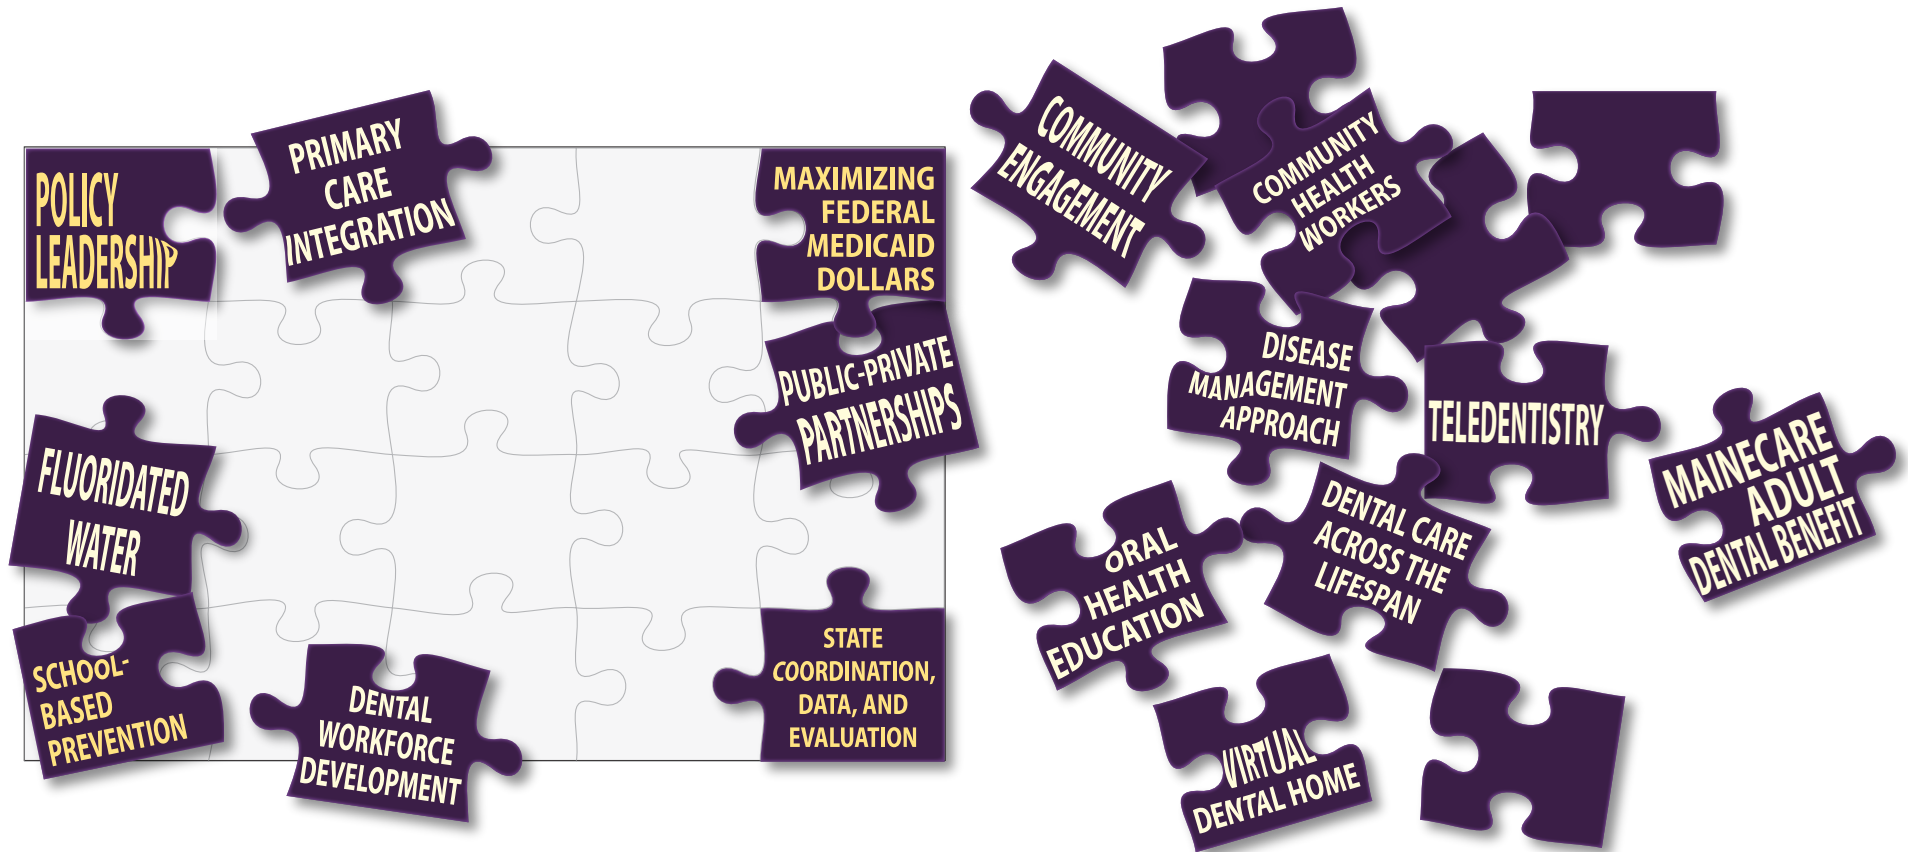 POLICY
LEADERSHIP
PRIMARY
CARE
INTEGRATION
MAXIMIZING
FEDERAL
MEDICAID
DOLLARS
PUBLIC-PRIVATE
PARTNERSHIPS
FLUORIDATED
WATER
SCHOOL-
BASED
PREVENTION
DENTAL
WORKFORCE
DEVELOPMENT
STATE
COORDINATION,
DATA, AND
EVALUATION
COMMUNITY
ENGAGEMENT
COMMUNITY
HEALTH
WORKERS
DISEASE
MANAGEMENT
APPROACH
TELEDENTISTRY
MAINECARE
ADULT
DENTAL BENEFIT
ORAL
HEALTH
EDUCATION
DENTAL CARE
ACROSS THE
LIFESPAN
VIRTUAL
DENTAL HOME